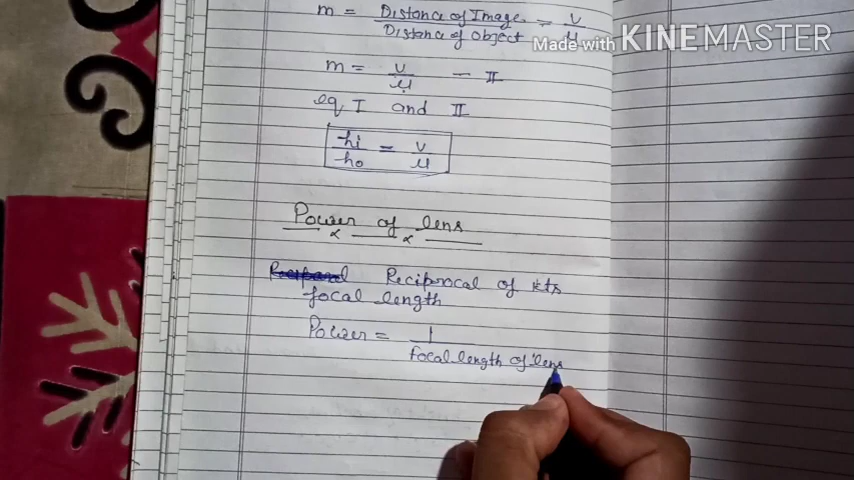 m = Distance of Image / Distance of Object = v / u
Made with KINEMASTER
m = v / u — II
eq I and II
hi / ho = v / u
Power of lens
Reciprocal of its
focal length
Power = 1 / Focal length of lens